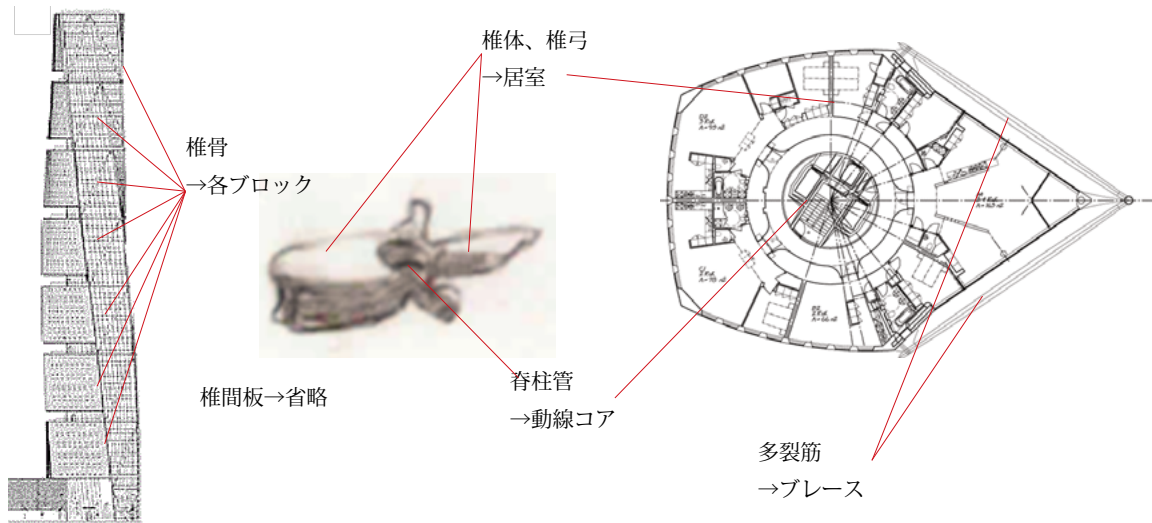 椎体、椎弓
→居室
椎骨
→各ブロック
椎間板→省略
脊柱管
→動線コア
多裂筋
→ブレース